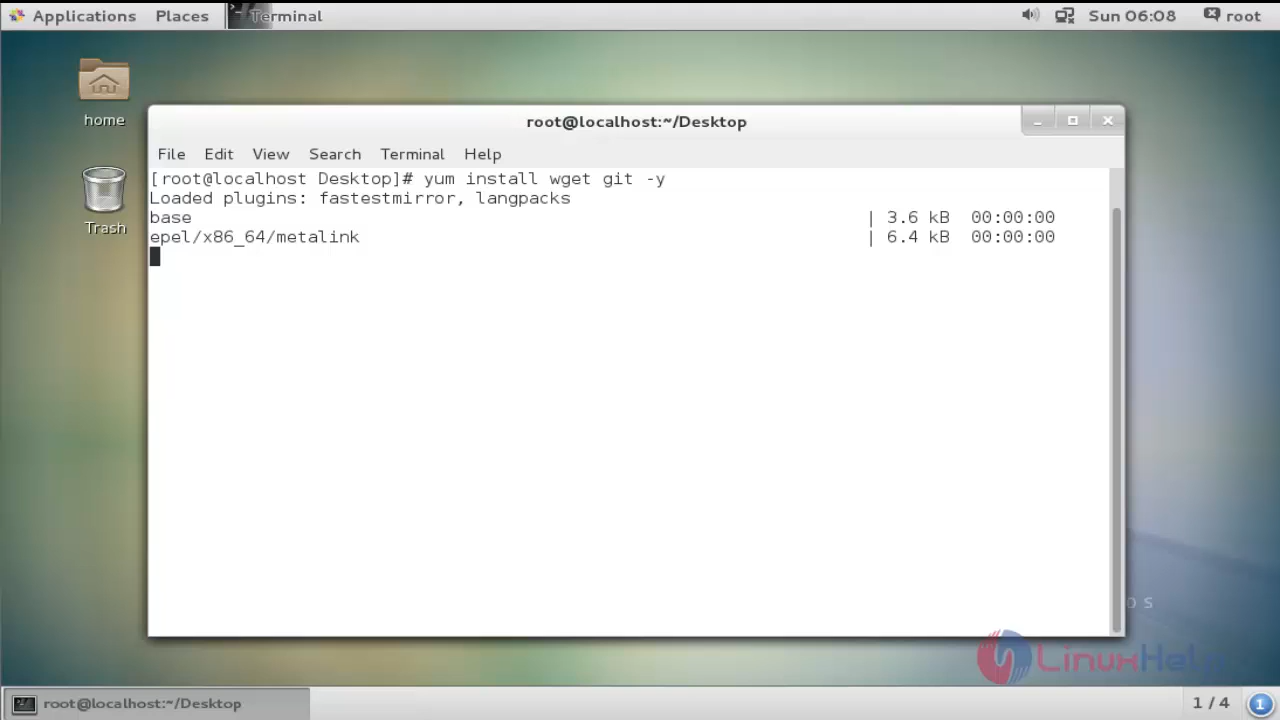 Applications Places Terminal Sun 06:08 root
home
Trash
root@localhost:~/Desktop
File Edit View Search Terminal Help
[root@localhost Desktop]# yum install wget git -y
Loaded plugins: fastestmirror, langpacks
base | 3.6 kB 00:00:00
epel/x86_64/metalink | 6.4 kB 00:00:00
O S
LinuxHelp
root@localhost:~/Desktop 1 / 4 1